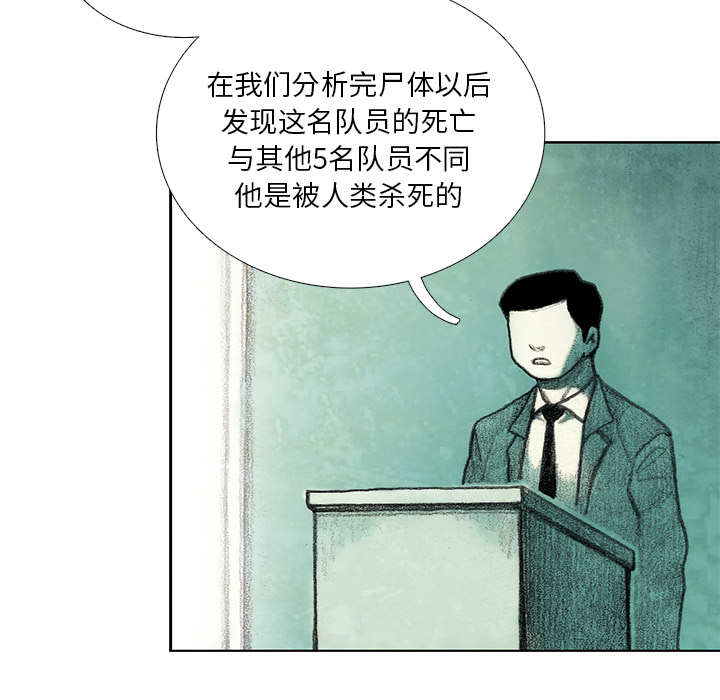 在我们分析完尸体以后
发现这名队员的死亡
与其他5名队员不同
他是被人类杀死的